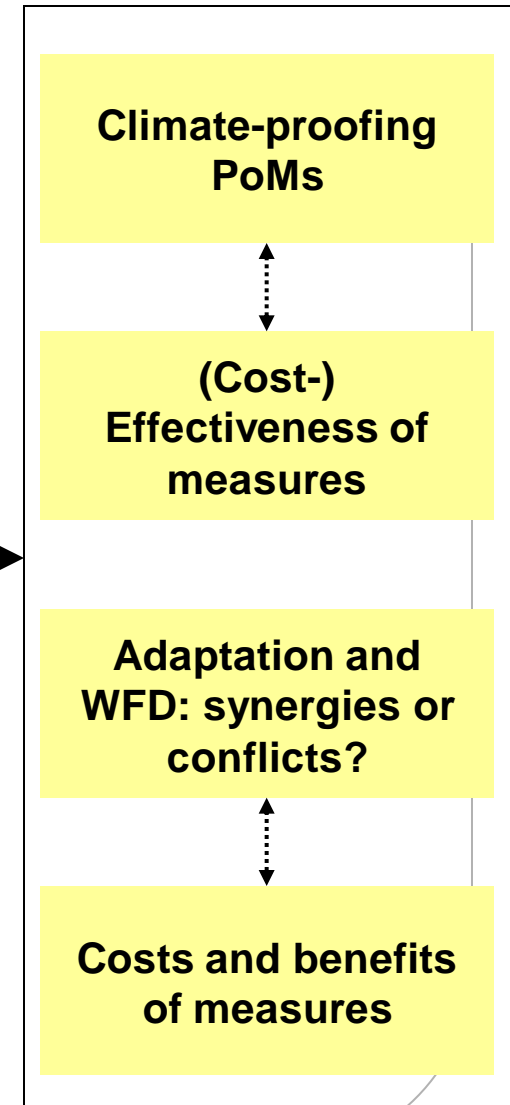 Climate-proofing
PoMs
(Cost-)
Effectiveness of
measures
Adaptation and
WFD: synergies or
conflicts?
Costs and benefits
of measures